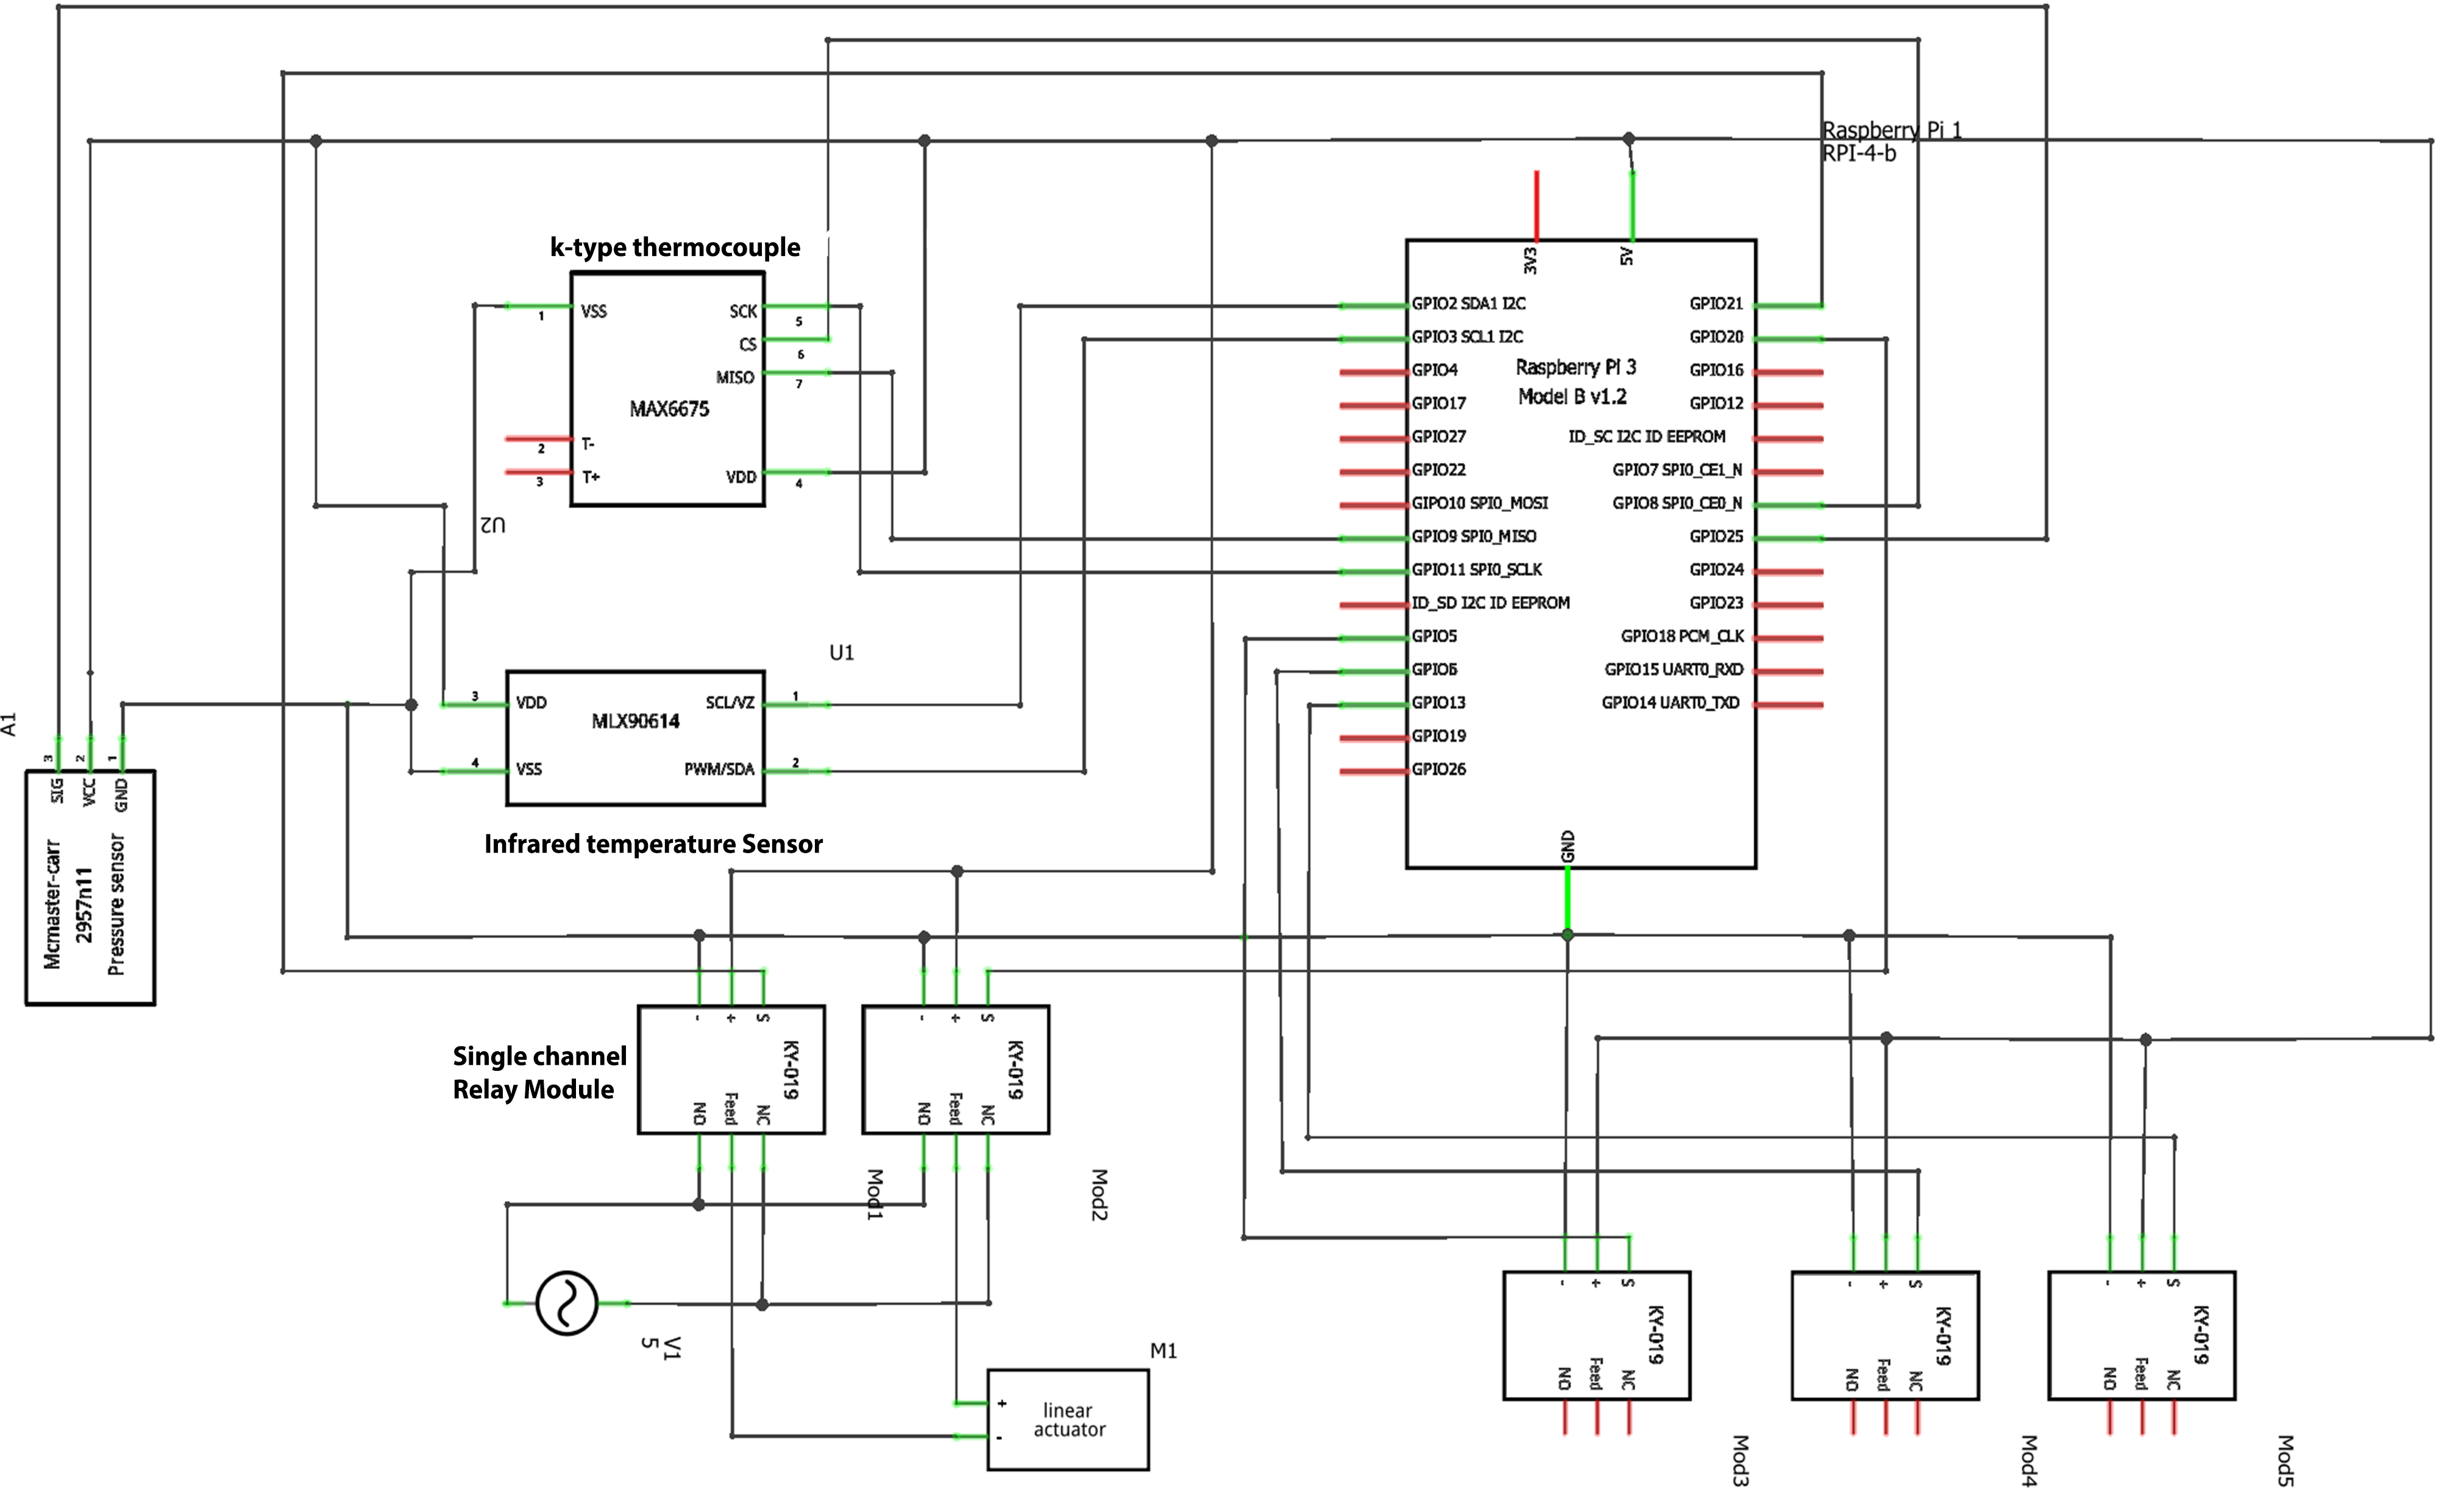 Raspberry Pi 1
RPI-4-b
k-type thermocouple
VSS
SCK
CS
MISO
MAX6675
T-
T+
VDD
1
2
3
5
6
7
4
U2
U1
VDD
VSS
MLX90614
SCL/VZ
PWM/SDA
3
4
1
2
Infrared temperature Sensor
A1
3
2
1
SIG
VCC
GND
Mcmaster-carr
2957n11
Pressure sensor
3V3
5V
Raspberry Pi 3
Model B v1.2
GPIO2 SDA1 I2C
GPIO3 SCL1 I2C
GPIO4
GPIO17
GPIO27
GPIO22
GIPO10 SPI0_MOSI
GPIO9 SPI0_MISO
GPIO11 SPI0_SCLK
ID_SD I2C ID EEPROM
GPIO5
GPIO6
GPIO13
GPIO19
GPIO26
GPIO21
GPIO20
GPIO16
GPIO12
ID_SC I2C ID EEPROM
GPIO7 SPI0_CE1_N
GPIO8 SPI0_CE0_N
GPIO25
GPIO24
GPIO23
GPIO18 PCM_CLK
GPIO15 UART0_RXD
GPIO14 UART0_TXD
GND
Single channel
Relay Module
-
+
S
KY-019
NO
Feed
NC
Mod1
-
+
S
KY-019
NO
Feed
NC
Mod2
V1
5
M1
+
-
linear
actuator
-
+
S
KY-019
NO
Feed
NC
Mod3
-
+
S
KY-019
NO
Feed
NC
Mod4
-
+
S
KY-019
NO
Feed
NC
Mod5